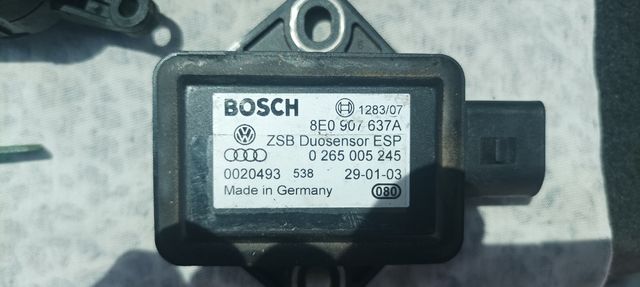 BOSCH 1283/07
8E0 907 637A
ZSB Duosensor ESP
0 265 005 245
0020493 538 29-01-03
Made in Germany 080